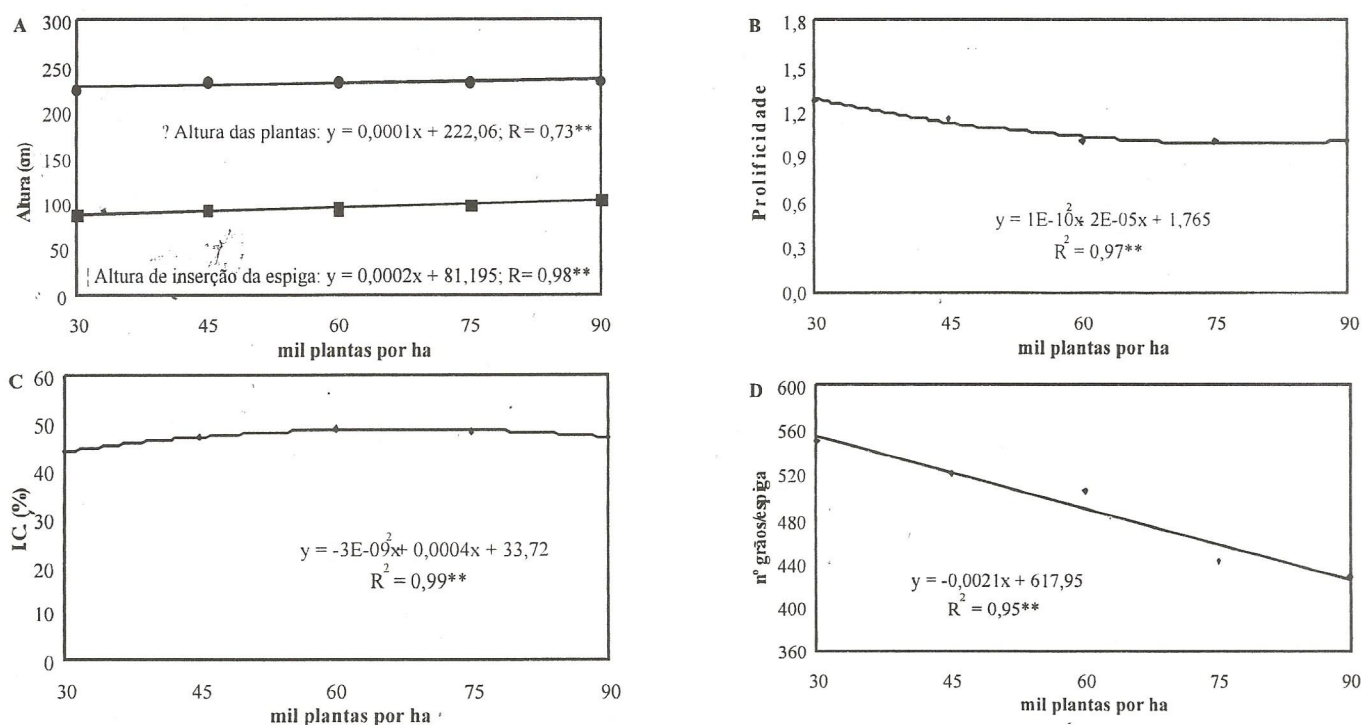 A
300
250
200
150
100
50
0
Altura (cm)
? Altura das plantas: y = 0,0001x + 222,06; R= 0,73**
Altura de inserção da espiga: y = 0,0002x + 81,195; R= 0,98**
30 45 60 75 90
mil plantas por ha
B
1,8
1,5
1,2
0,9
0,6
0,3
0,0
Prolificidade
y = 1E-10x² 2E-05x + 1,765
R² = 0,97**
30 45 60 75 90
mil plantas por ha
C
60
50
40
30
20
10
0
I.C. (%)
y = -3E-09x²+ 0,0004x + 33,72
R² = 0,99**
30 45 60 75 90
mil plantas por ha
D
600
560
520
480
440
400
360
nº grãos/espiga
y = -0,0021x + 617,95
R² = 0,95**
30 45 60 75 90
mil plantas por ha